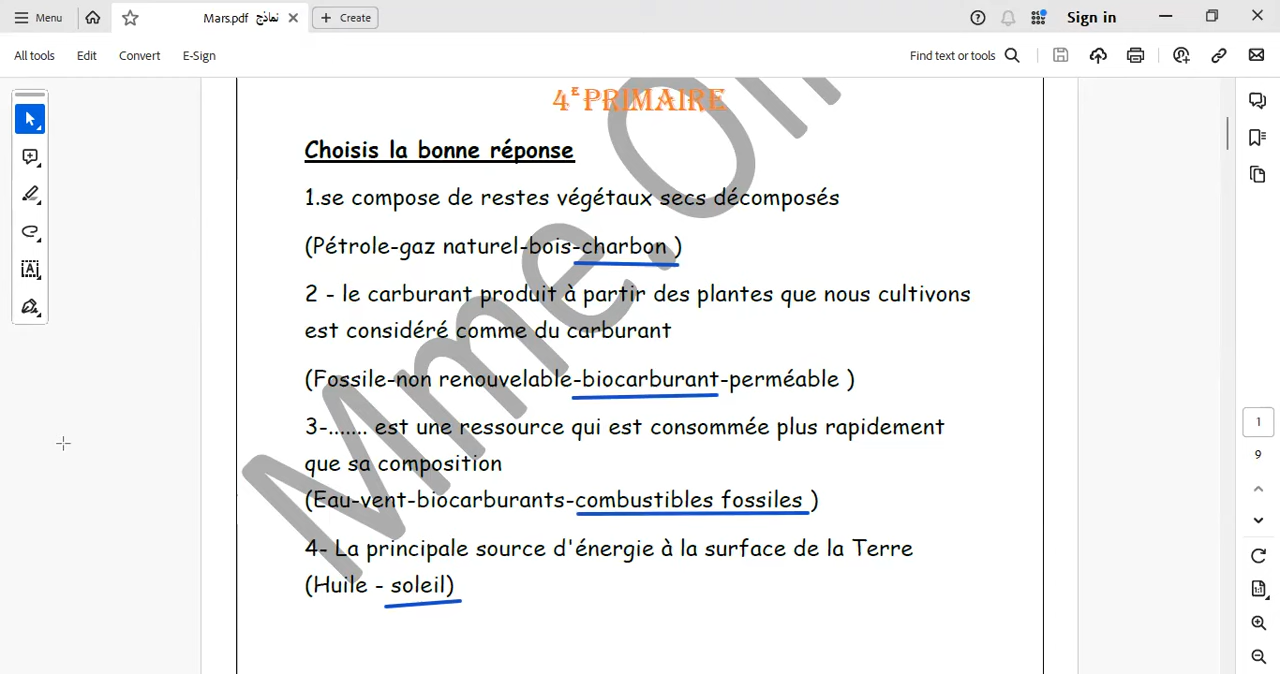 Menu
Mars.pdf نماذج
Create
Sign in
All tools
Edit
Convert
E-Sign
Find text or tools
4E PRIMAIRE
Choisis la bonne réponse
1.se compose de restes végétaux secs décomposés
(Pétrole-gaz naturel-bois-charbon )
2 - le carburant produit à partir des plantes que nous cultivons
est considéré comme du carburant
(Fossile-non renouvelable-biocarburant-perméable )
3-....... est une ressource qui est consommée plus rapidement
que sa composition
(Eau-vent-biocarburants-combustibles fossiles )
4- La principale source d'énergie à la surface de la Terre
(Huile - soleil)
1
9
1:1